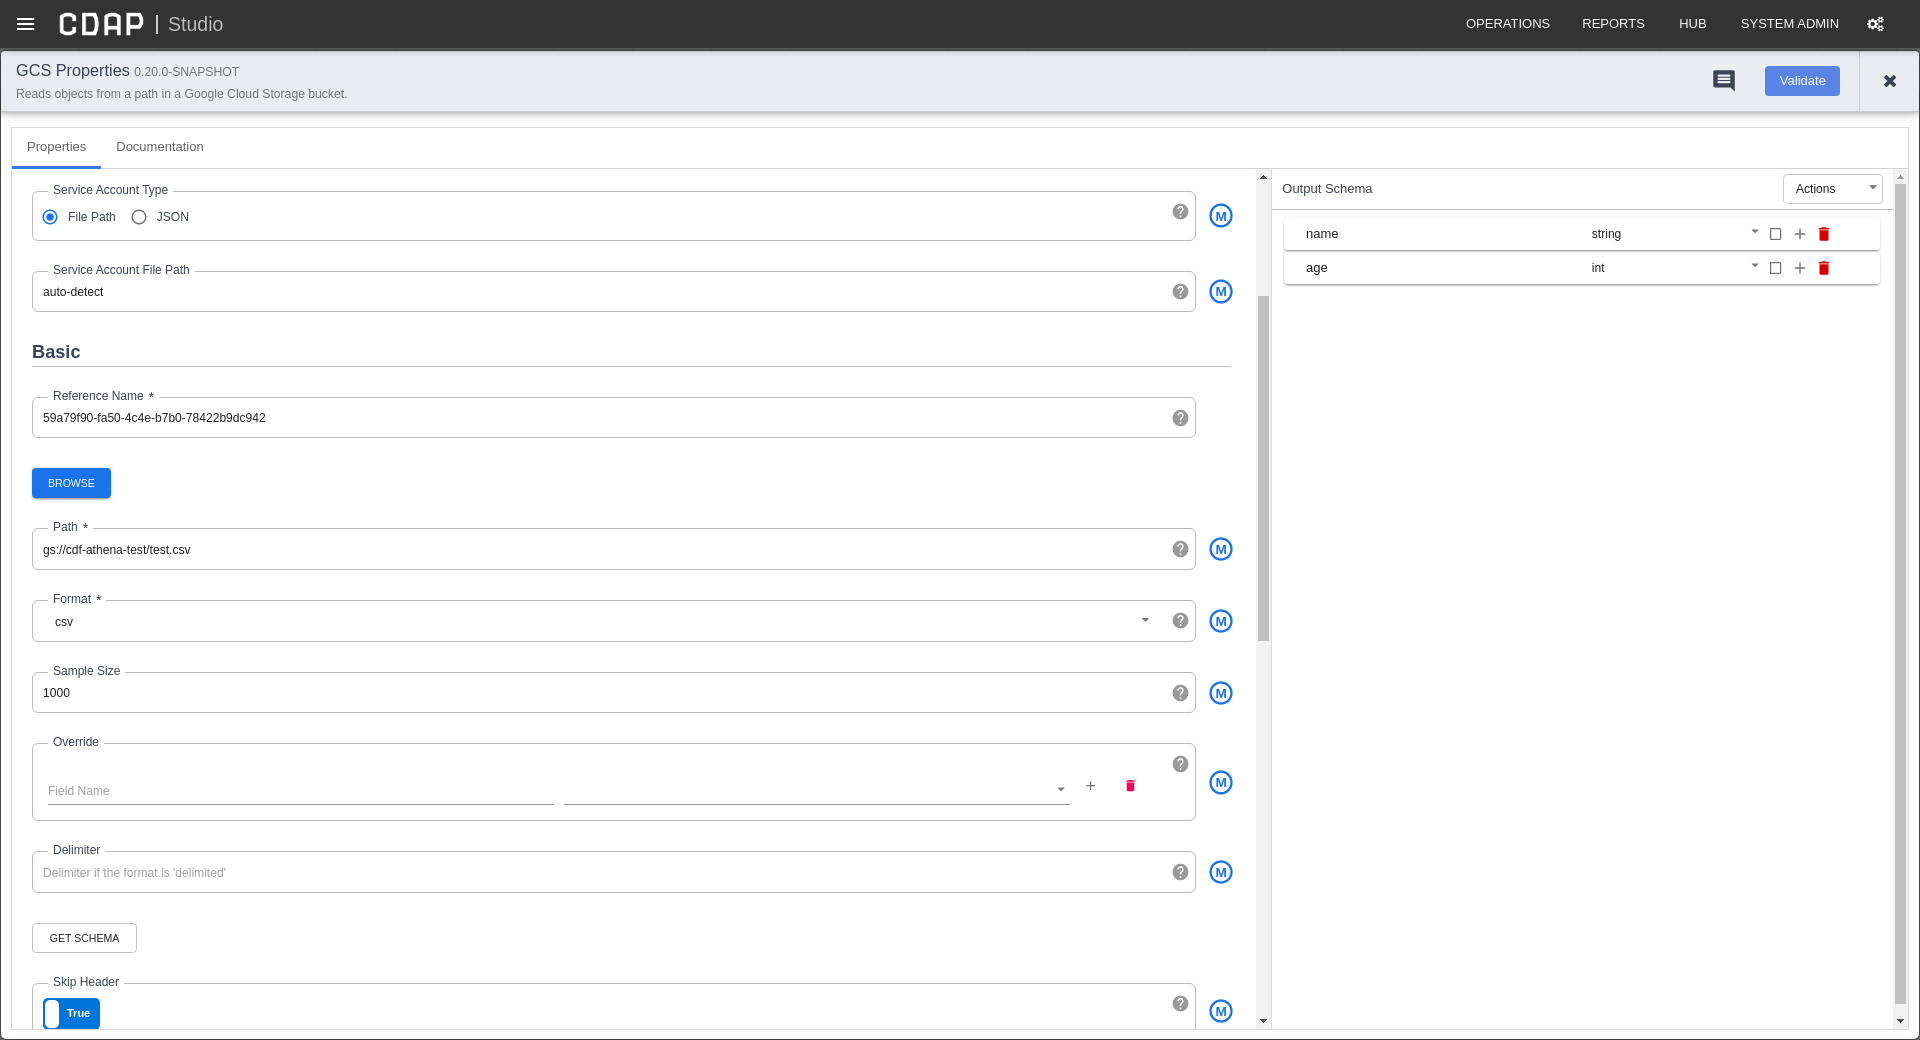 CDAP | Studio
OPERATIONS REPORTS HUB SYSTEM ADMIN
GCS Properties 0.20.0-SNAPSHOT
Reads objects from a path in a Google Cloud Storage bucket.
Validate
Properties Documentation
Service Account Type
File Path JSON
M
Service Account File Path
auto-detect
M
Basic
Reference Name *
59a79f90-fa50-4c4e-b7b0-78422b9dc942
BROWSE
Path *
gs://cdf-athena-test/test.csv
M
Format *
csv
M
Sample Size
1000
M
Override
Field Name
M
Delimiter
Delimiter if the format is 'delimited'
M
GET SCHEMA
Skip Header
True
M
Output Schema
Actions
name string
age int